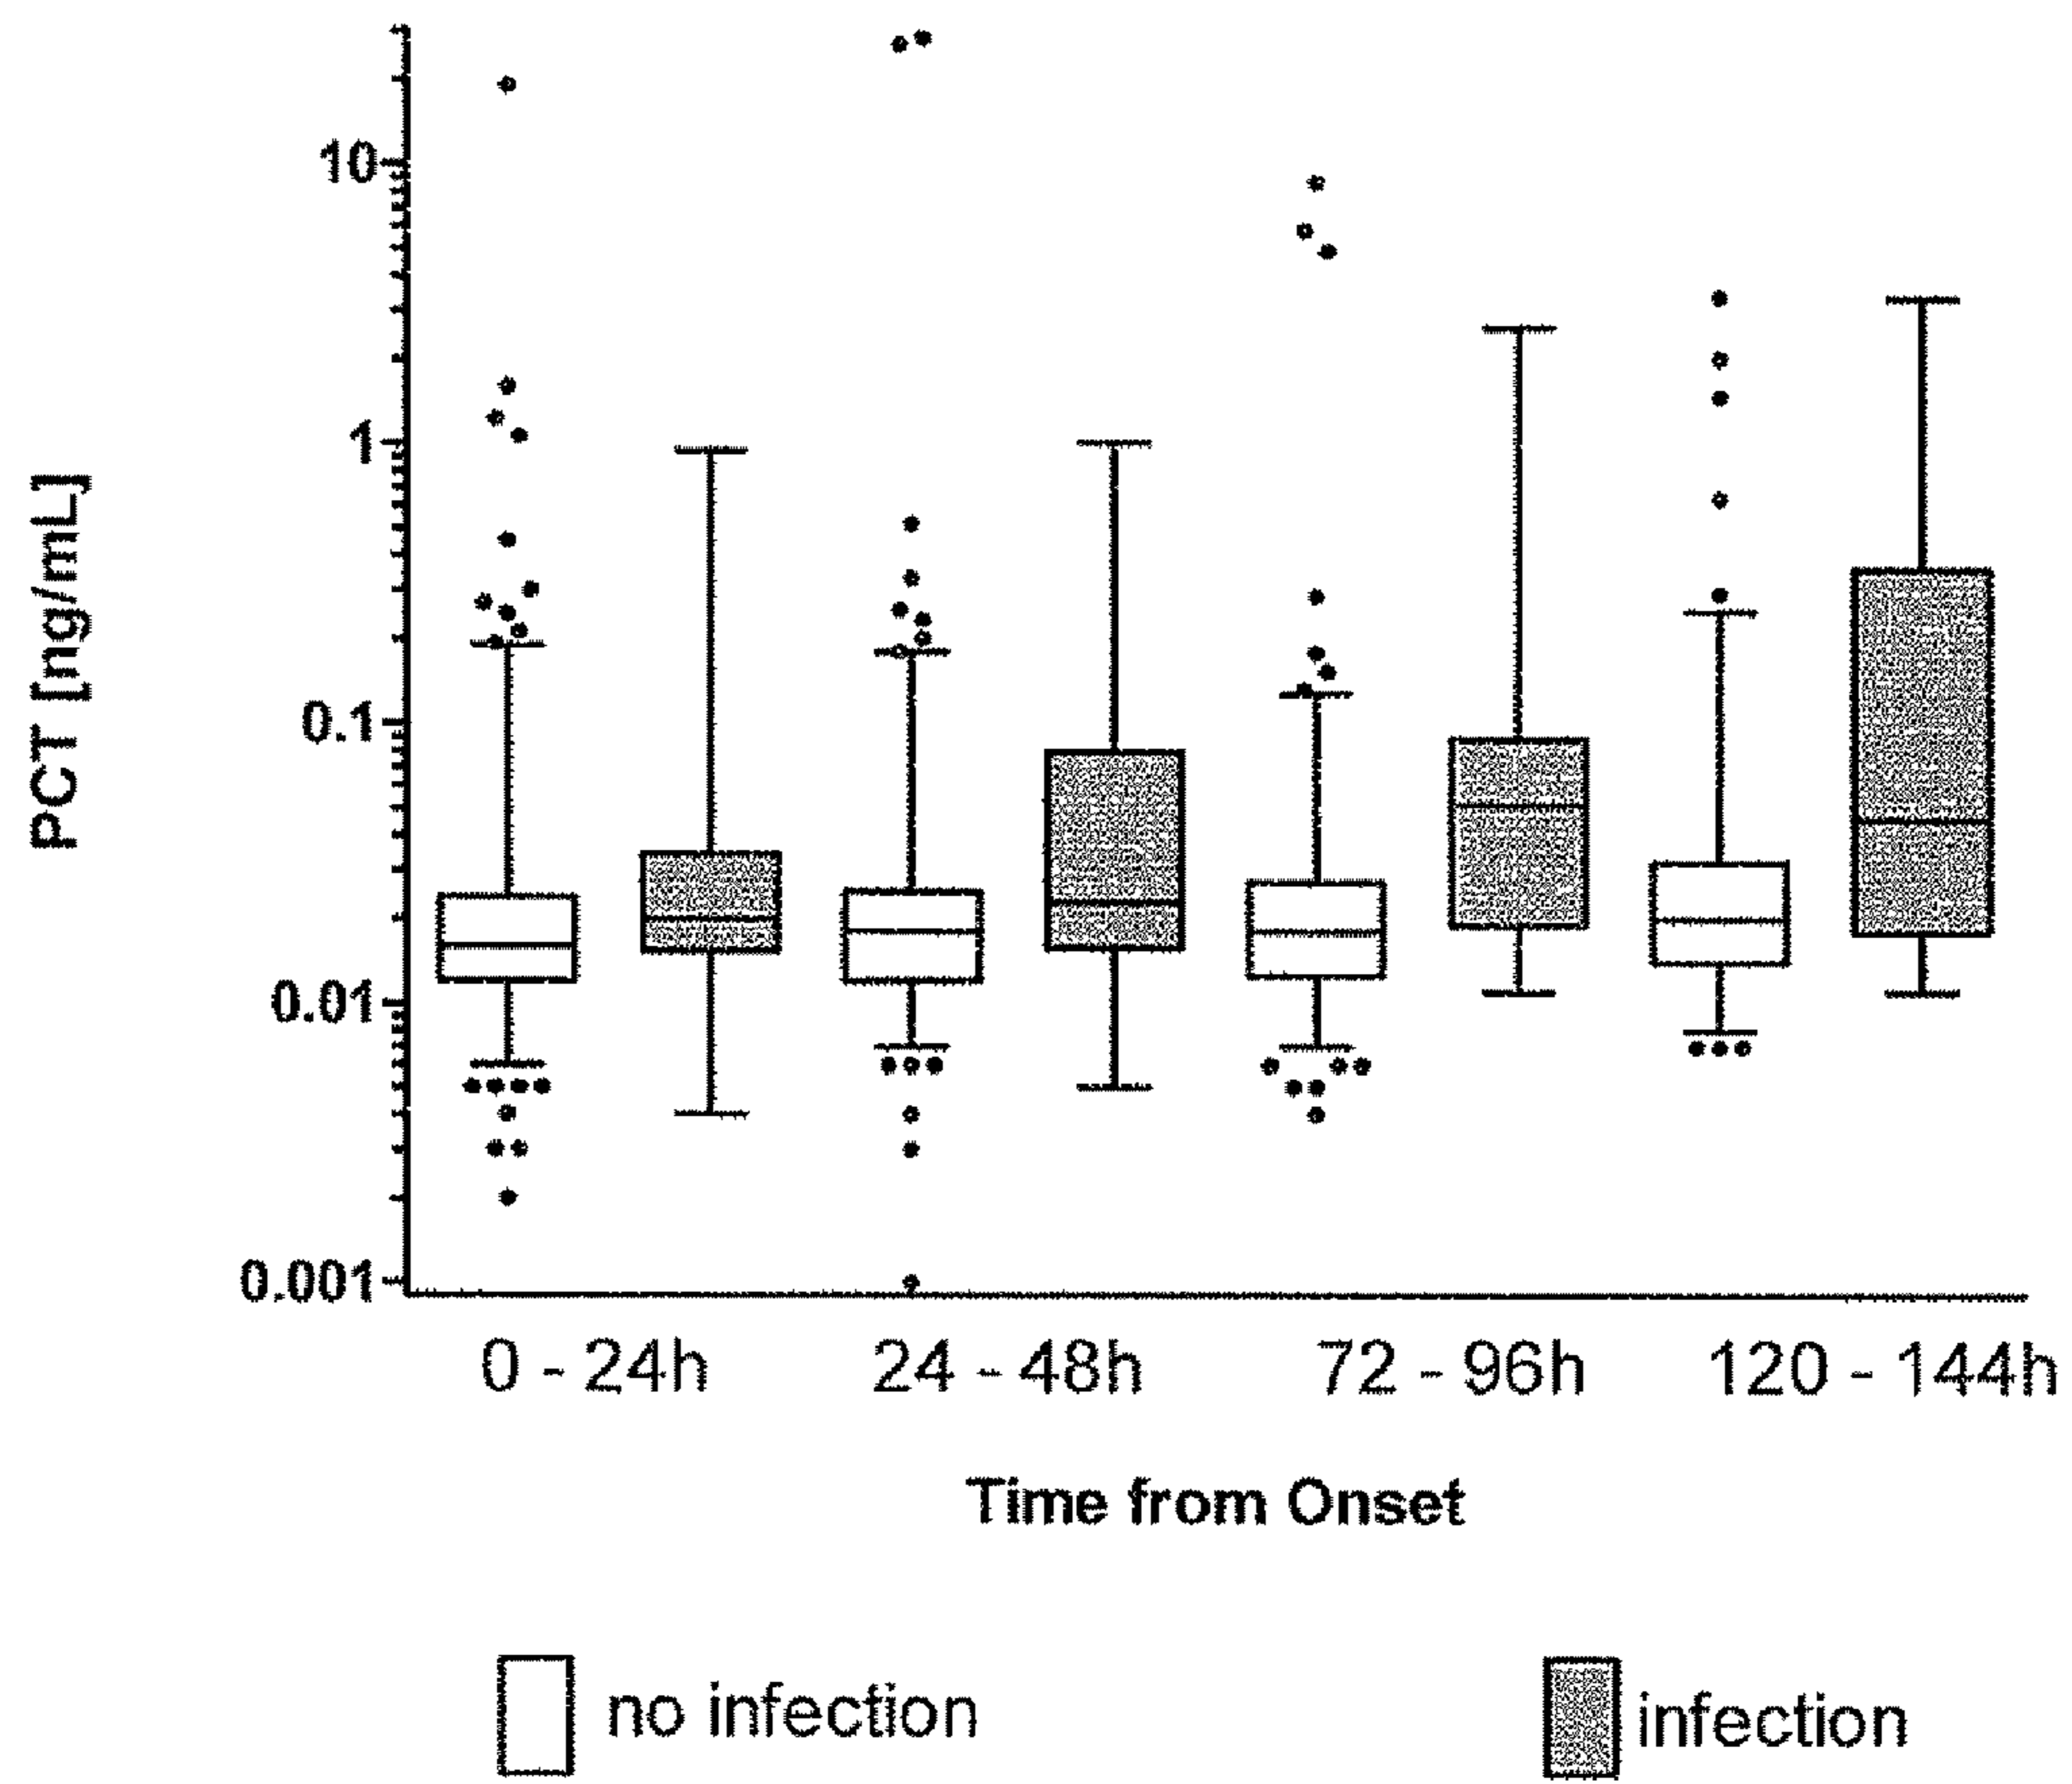 10
1
0.1
0.01
0.001
PCT [ng/mL]
0 - 24h
24 - 48h
72 - 96h
120 - 144h
Time from Onset
no infection
infection